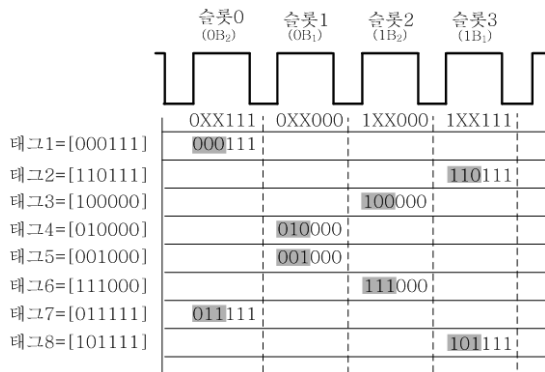 슬롯0 슬롯1 슬롯2 슬롯3
(0B₂) (0B₁) (1B₂) (1B₁)
0XX111 0XX000 1XX000 1XX111
태그1=[000111] 000111
태그2=[110111] 110111
태그3=[100000] 100000
태그4=[010000] 010000
태그5=[001000] 001000
태그6=[111000] 111000
태그7=[011111] 011111
태그8=[101111] 101111